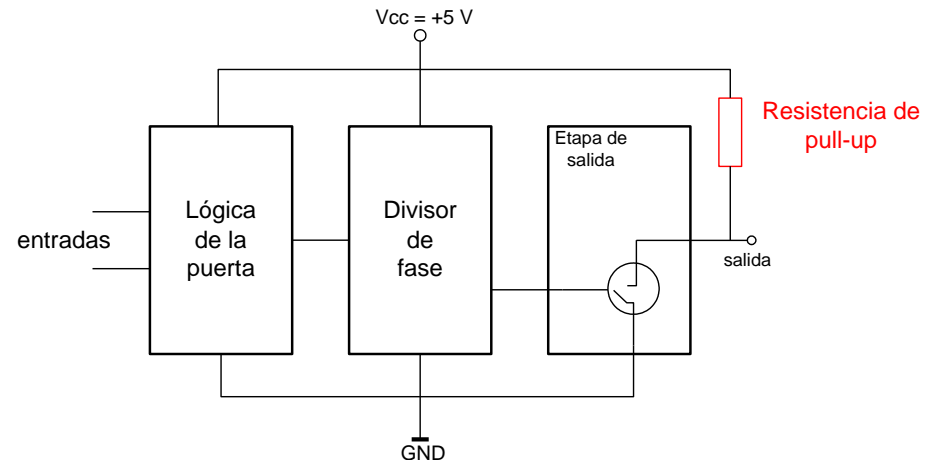 Vcc = +5 V
Resistencia de
pull-up
Etapa de
salida
Lógica
de la
puerta
Divisor
de
fase
entradas
salida
GND